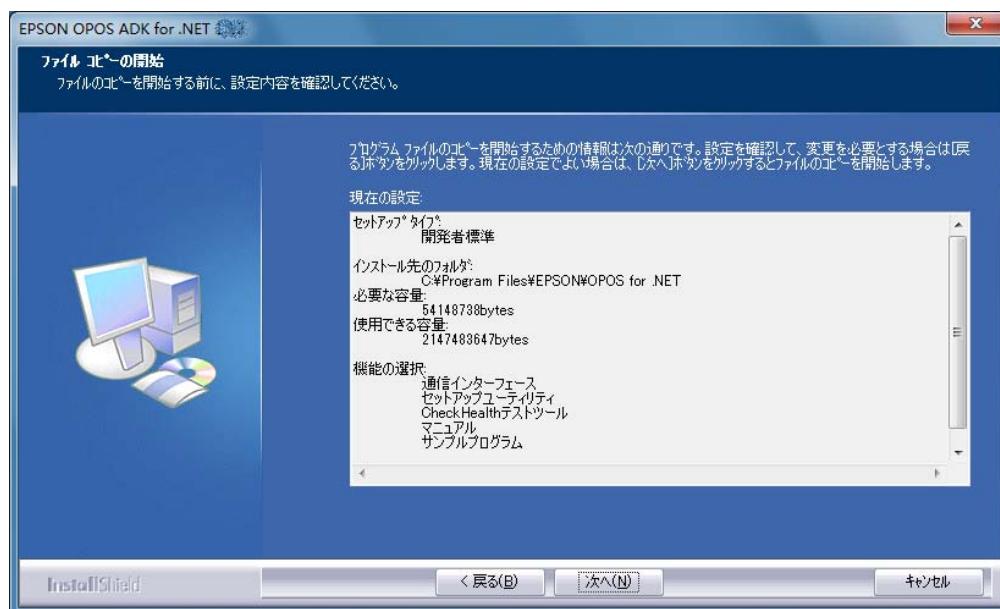 EPSON OPOS ADK for .NET
ファイル コピーの開始
ファイルのコピーを開始する前に、設定内容を確認してください。
プログラム ファイルのコピーを開始するための情報は次の通りです。設定を確認して、変更を必要とする場合は[戻
る]ボタンをクリックします。現在の設定でよい場合は、[次へ]ボタンをクリックするとファイルのコピーを開始します。
現在の設定:
セットアップ タイプ:
開発者標準
インストール先のフォルダ:
C:¥Program Files¥EPSON¥OPOS for .NET
必要な容量:
54148738bytes
使用できる容量:
2147483647bytes
機能の選択:
通信インターフェース
セットアップユーティリティ
CheckHealthテストツール
マニュアル
サンプルプログラム
InstallShield
< 戻る(B)
次へ(N)
キャンセル